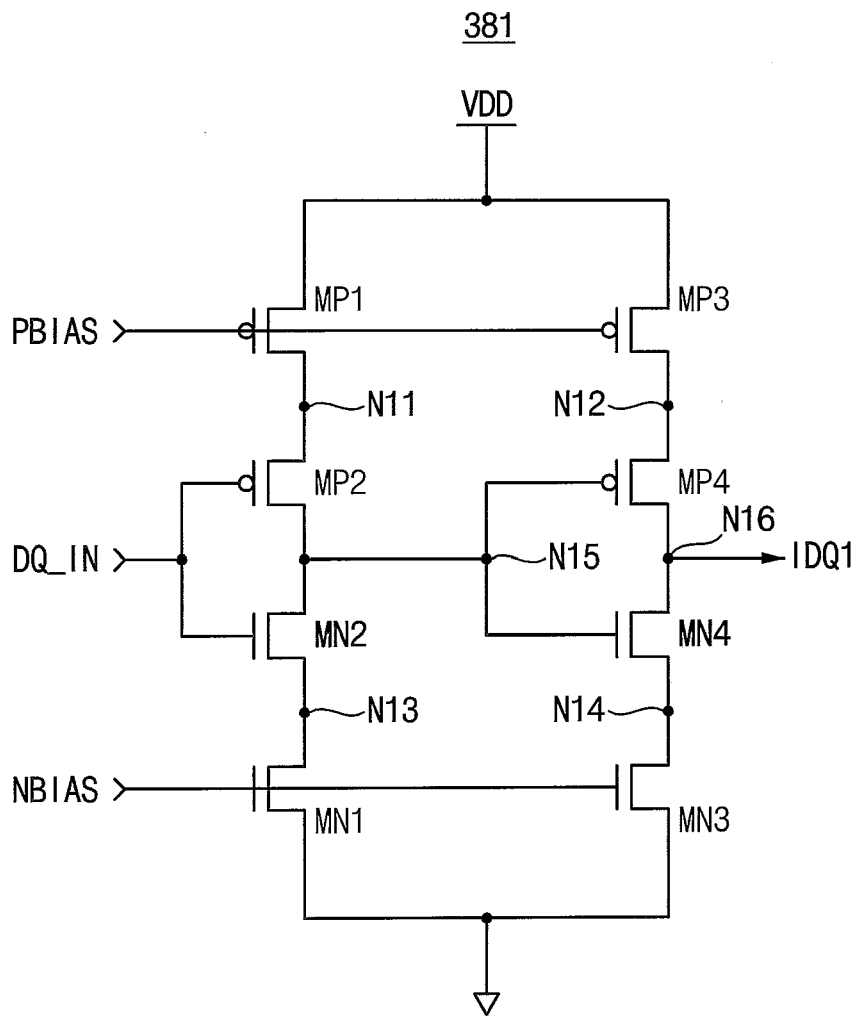 381
VDD
MP1
MP3
PBIAS
N11
N12
MP2
MP4
N16
DQ_IN
N15
IDQ1
MN2
MN4
N13
N14
NBIAS
MN1
MN3